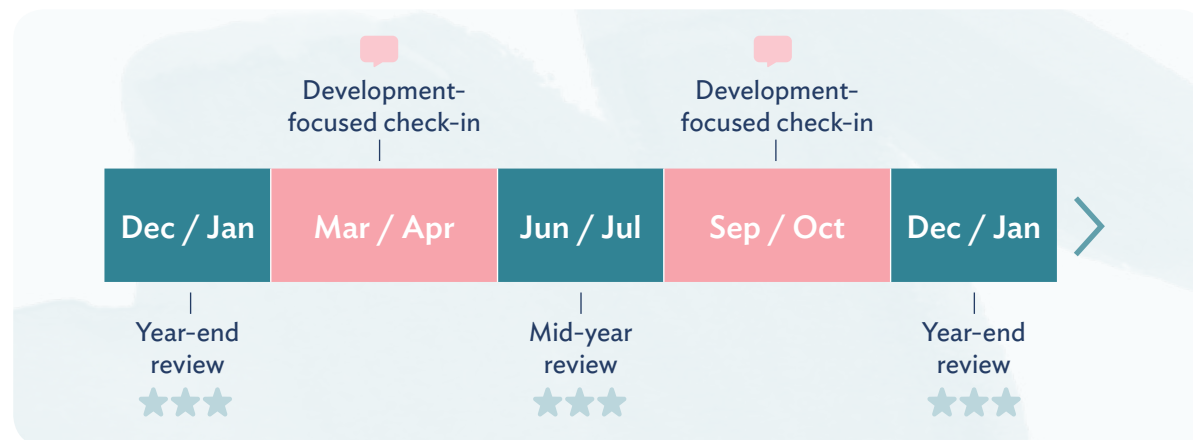 Development-
focused check-in
Development-
focused check-in
Dec / Jan
Mar / Apr
Jun / Jul
Sep / Oct
Dec / Jan
Year-end
review
Mid-year
review
Year-end
review